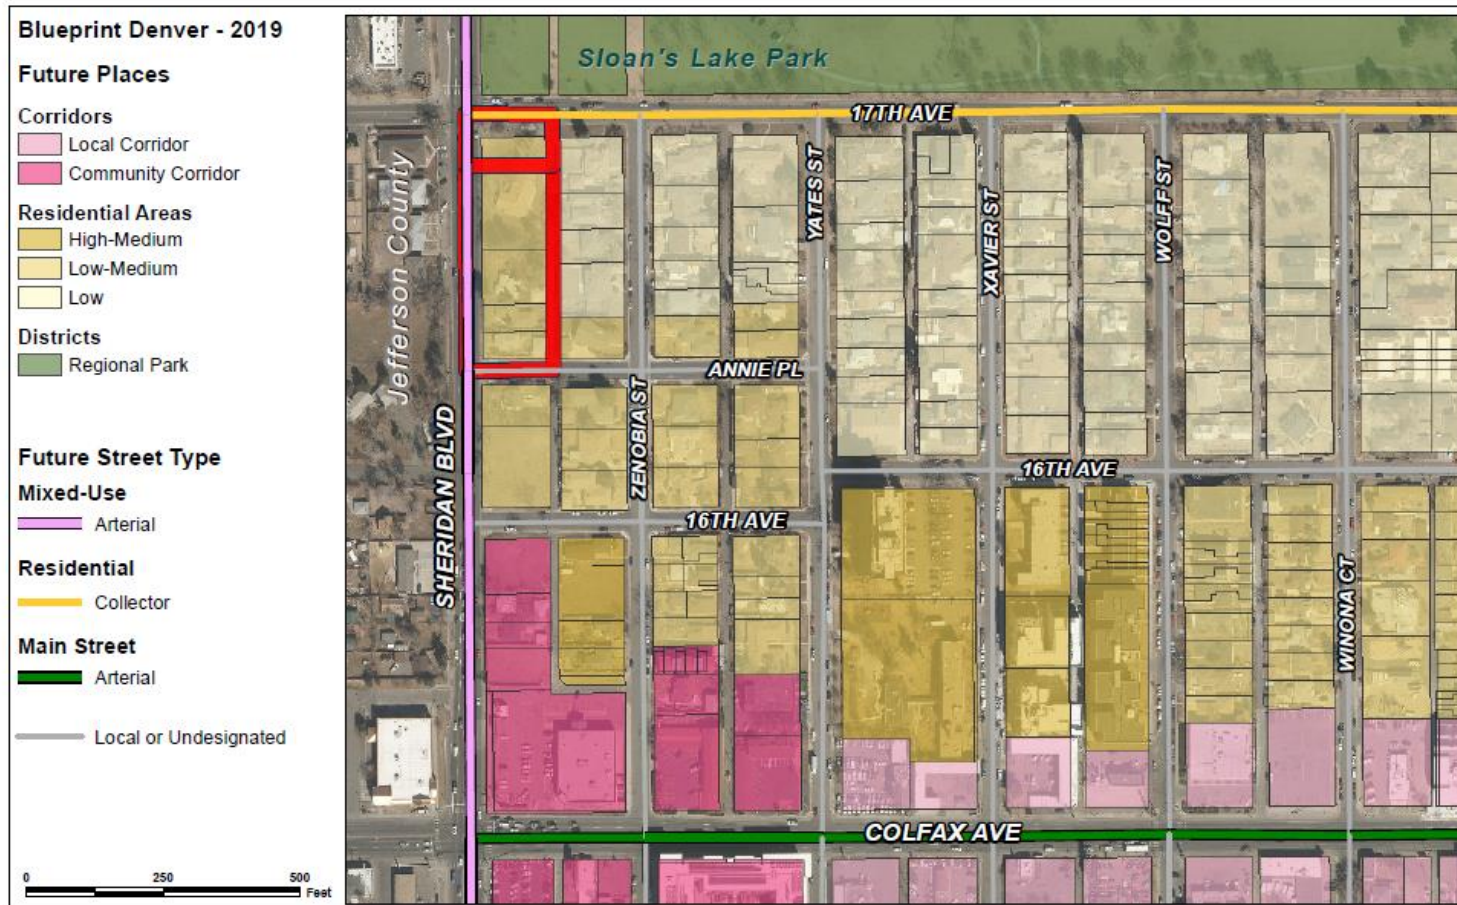 Blueprint Denver - 2019
Future Places
Corridors
Local Corridor
Community Corridor
Residential Areas
High-Medium
Low-Medium
Low
Districts
Regional Park
Future Street Type
Mixed-Use
Arterial
Residential
Collector
Main Street
Arterial
Local or Undesignated
0 250 500
Feet
Sloan's Lake Park
17TH AVE
Jefferson County
YATES ST
XAVIER ST
WOLFF ST
ANNIE PL
SHERIDAN BLVD
ZENOBIA ST
16TH AVE
16TH AVE
WINONA CT
COLFAX AVE